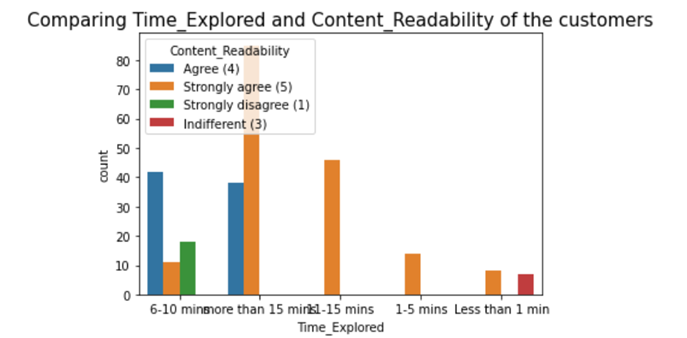 Comparing Time_Explored and Content_Readability of the customers
Content_Readability
Agree (4)
Strongly agree (5)
Strongly disagree (1)
Indifferent (3)
80
70
60
50
40
30
20
10
0
count
6-10 mins more than 15 mins 11-15 mins 1-5 mins Less than 1 min
Time_Explored